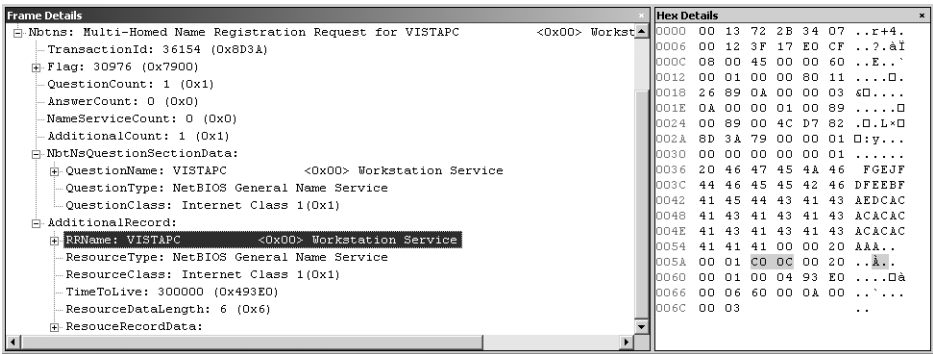 Frame Details
Nbtns: Multi-Homed Name Registration Request for VISTAPC <0x00> Workst
TransactionId: 36154 (0x8D3A)
Flag: 30976 (0x7900)
QuestionCount: 1 (0x1)
AnswerCount: 0 (0x0)
NameServiceCount: 0 (0x0)
AdditionalCount: 1 (0x1)
NbtNsQuestionSectionData:
QuestionName: VISTAPC <0x00> Workstation Service
QuestionType: NetBIOS General Name Service
QuestionClass: Internet Class 1(0x1)
AdditionalRecord:
RRName: VISTAPC <0x00> Workstation Service
ResourceType: NetBIOS General Name Service
ResourceClass: Internet Class 1(0x1)
TimeToLive: 300000 (0x493E0)
ResourceDataLength: 6 (0x6)
ResouceRecordData:
Hex Details
0000 00 13 72 2B 34 07 ..r+4.
0006 00 12 3F 17 E0 CF ..?.àÏ
000C 08 00 45 00 00 60 ..E..`
0012 00 01 00 00 80 11 ....□.
0018 26 89 0A 00 00 03 &□....
001E 0A 00 00 01 00 89 .....□
0024 00 89 00 4C D7 82 .□.L×□
002A 8D 3A 79 00 00 01 □:y...
0030 00 00 00 00 00 01 ......
0036 20 46 47 45 4A 46 FGEJF
003C 44 46 45 45 42 46 DFEEBF
0042 41 45 44 43 41 43 AEDCAC
0048 41 43 41 43 41 43 ACACAC
004E 41 43 41 43 41 43 ACACAC
0054 41 41 41 00 00 20 AAA..
005A 00 01 C0 0C 00 20 ..À..
0060 00 01 00 04 93 E0 ....□à
0066 00 06 60 00 0A 00 ..`...
006C 00 03 ..